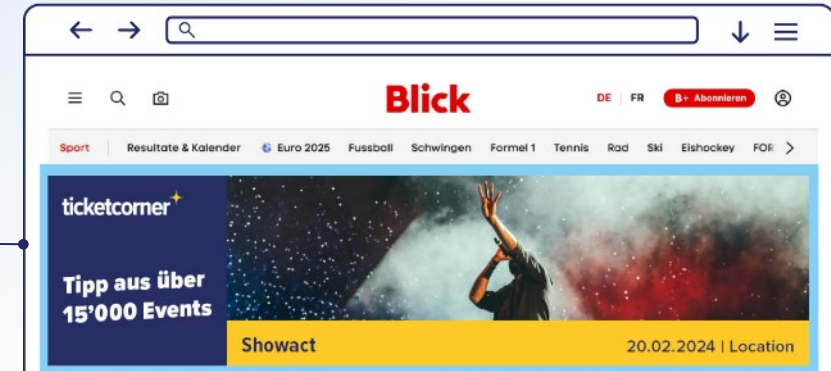 Blick
DE FR B+ Abonnieren
Sport Resultate & Kalender Euro 2025 Fussball Schwingen Formel 1 Tennis Rad Ski Eishockey FOR
ticketcorner
Tipp aus über
15’000 Events
Showact 20.02.2024 | Location